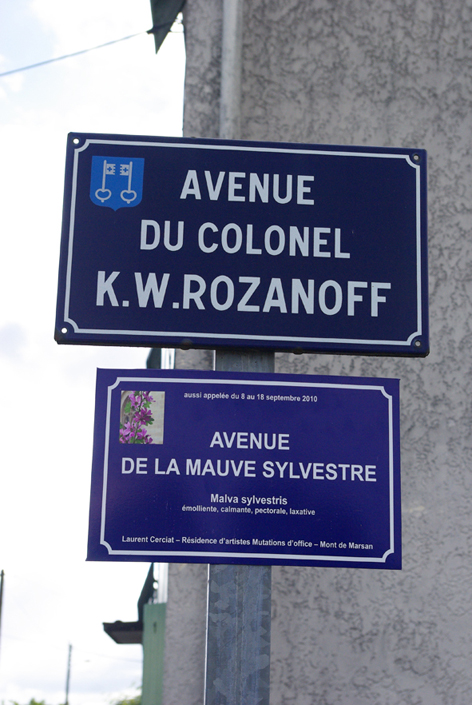 AVENUE
DU COLONEL
K.W.ROZANOFF
aussi appelée du 8 au 18 septembre 2010
AVENUE
DE LA MAUVE SYLVESTRE
Malva sylvestris
émolliente, calmante, pectorale, laxative
Laurent Cerciat – Résidence d'artistes Mutations d'office – Mont de Marsan